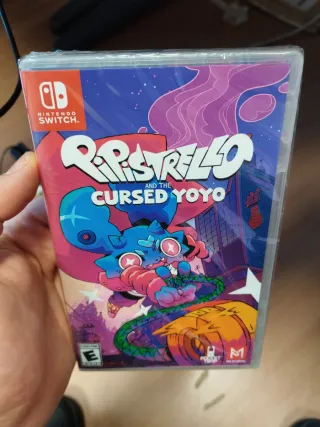 NINTENDO
SWITCH
PiPiSTRELLO
AND THE
CURSED YOYO
E